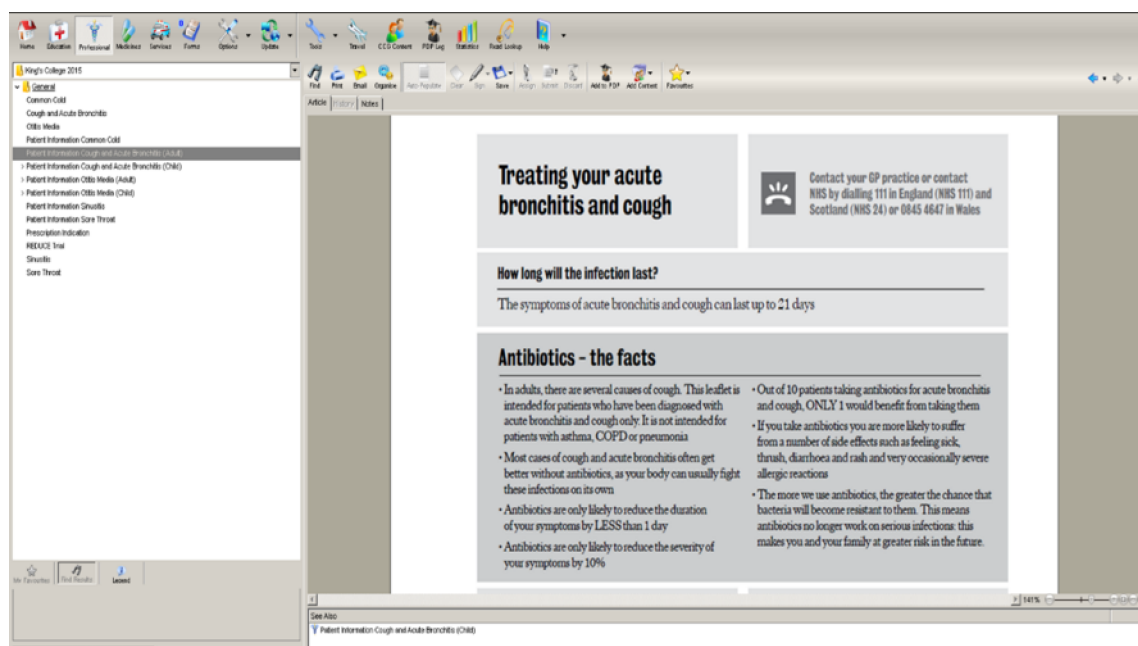 Home Education Professional Medicines Services Forms Options Update Tools Travel CCG Content PDP Log Statistics Read Lookup Help
King's College 2015
Find Print Email Organise Auto Populate Clear Sign Save Assign Submit Discard Add to PDP Add Content Favourites
General
Common Cold
Cough and Acute Bronchitis
Otitis Media
Patient Information Common Cold
Patient Information Cough and Acute Bronchitis (Adult)
Patient Information Cough and Acute Bronchitis (Child)
Patient Information Otitis Media (Adult)
Patient Information Otitis Media (Child)
Patient Information Sinusitis
Patient Information Sore Throat
Prescription Indication
REDUCE Trial
Sinusitis
Sore Throat
My Favourites Find Results Legend
Article History Notes
Treating your acute
bronchitis and cough
Contact your GP practice or contact
NHS by dialling 111 in England (NHS 111) and
Scotland (NHS 24) or 0845 4647 in Wales
How long will the infection last?
The symptoms of acute bronchitis and cough can last up to 21 days
Antibiotics – the facts
• In adults, there are several causes of cough. This leaflet is
intended for patients who have been diagnosed with
acute bronchitis and cough only. It is not intended for
patients with asthma, COPD or pneumonia
• Most cases of cough and acute bronchitis often get
better without antibiotics, as your body can usually fight
these infections on its own
• Antibiotics are only likely to reduce the duration
of your symptoms by LESS than 1 day
• Antibiotics are only likely to reduce the severity of
your symptoms by 10%
• Out of 10 patients taking antibiotics for acute bronchitis
and cough, ONLY 1 would benefit from taking them
• If you take antibiotics you are more likely to suffer
from a number of side effects such as feeling sick,
thrush, diarrhoea and rash and very occasionally severe
allergic reactions
• The more we use antibiotics, the greater the chance that
bacteria will become resistant to them. This means
antibiotics no longer work on serious infections: this
makes you and your family at greater risk in the future.
141%
See Also
Patient Information Cough and Acute Bronchitis (Child)